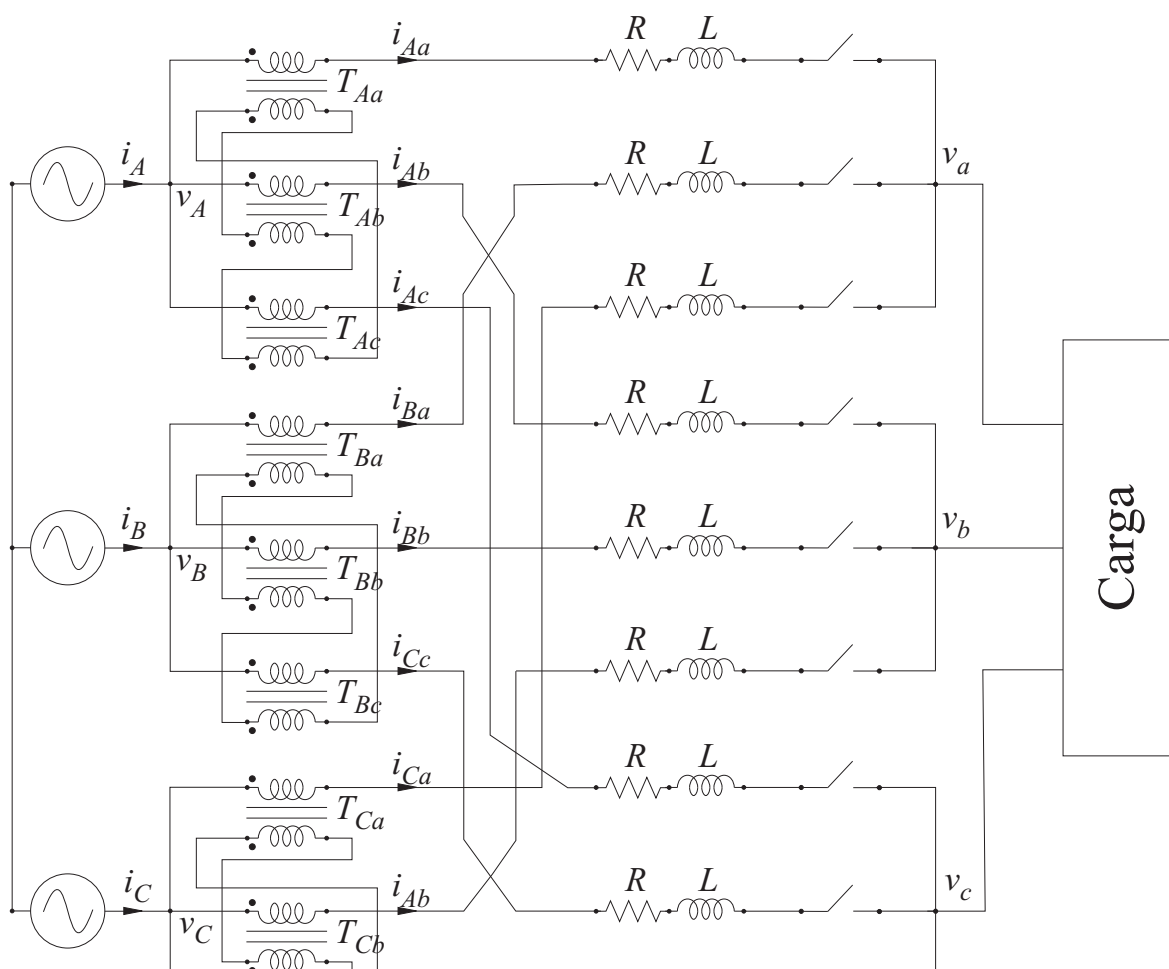 i_Aa R L
T_Aa
i_A i_Ab R L v_a
v_A T_Ab
i_Ac R L
T_Ac
i_Ba R L
T_Ba
i_B i_Bb R L v_b
v_B T_Bb
i_Cc R L
T_Bc
i_Ca R L
T_Ca
i_C i_Ab R L v_c
v_C T_Cb
Carga